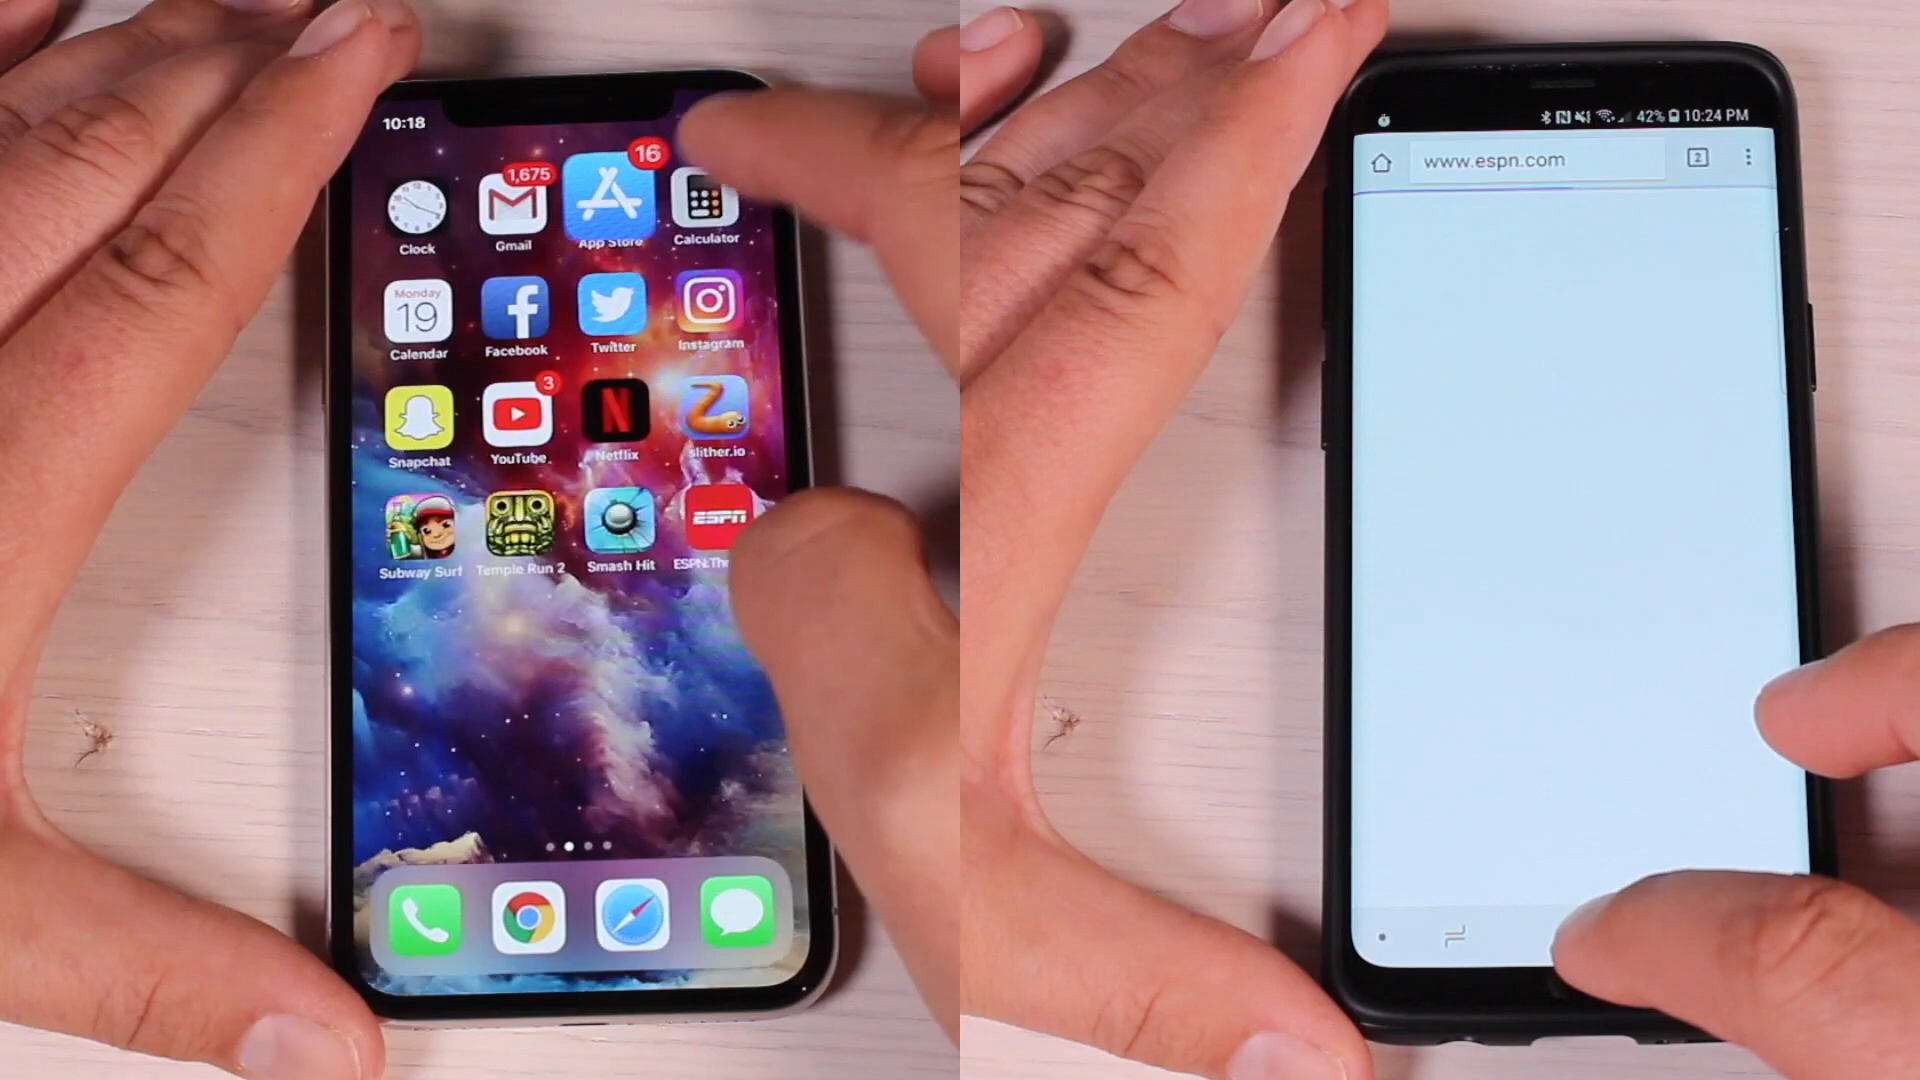 10:18
16
1,675
Clock
Gmail
App Store
Calculator
Monday
19
Calendar
Facebook
Twitter
Instagram
3
N
Snapchat
YouTube
Netflix
slither.io
ESPN
Subway Surf
Temple Run 2
Smash Hit
ESPN: Thr
42% 10:24 PM
www.espn.com
2